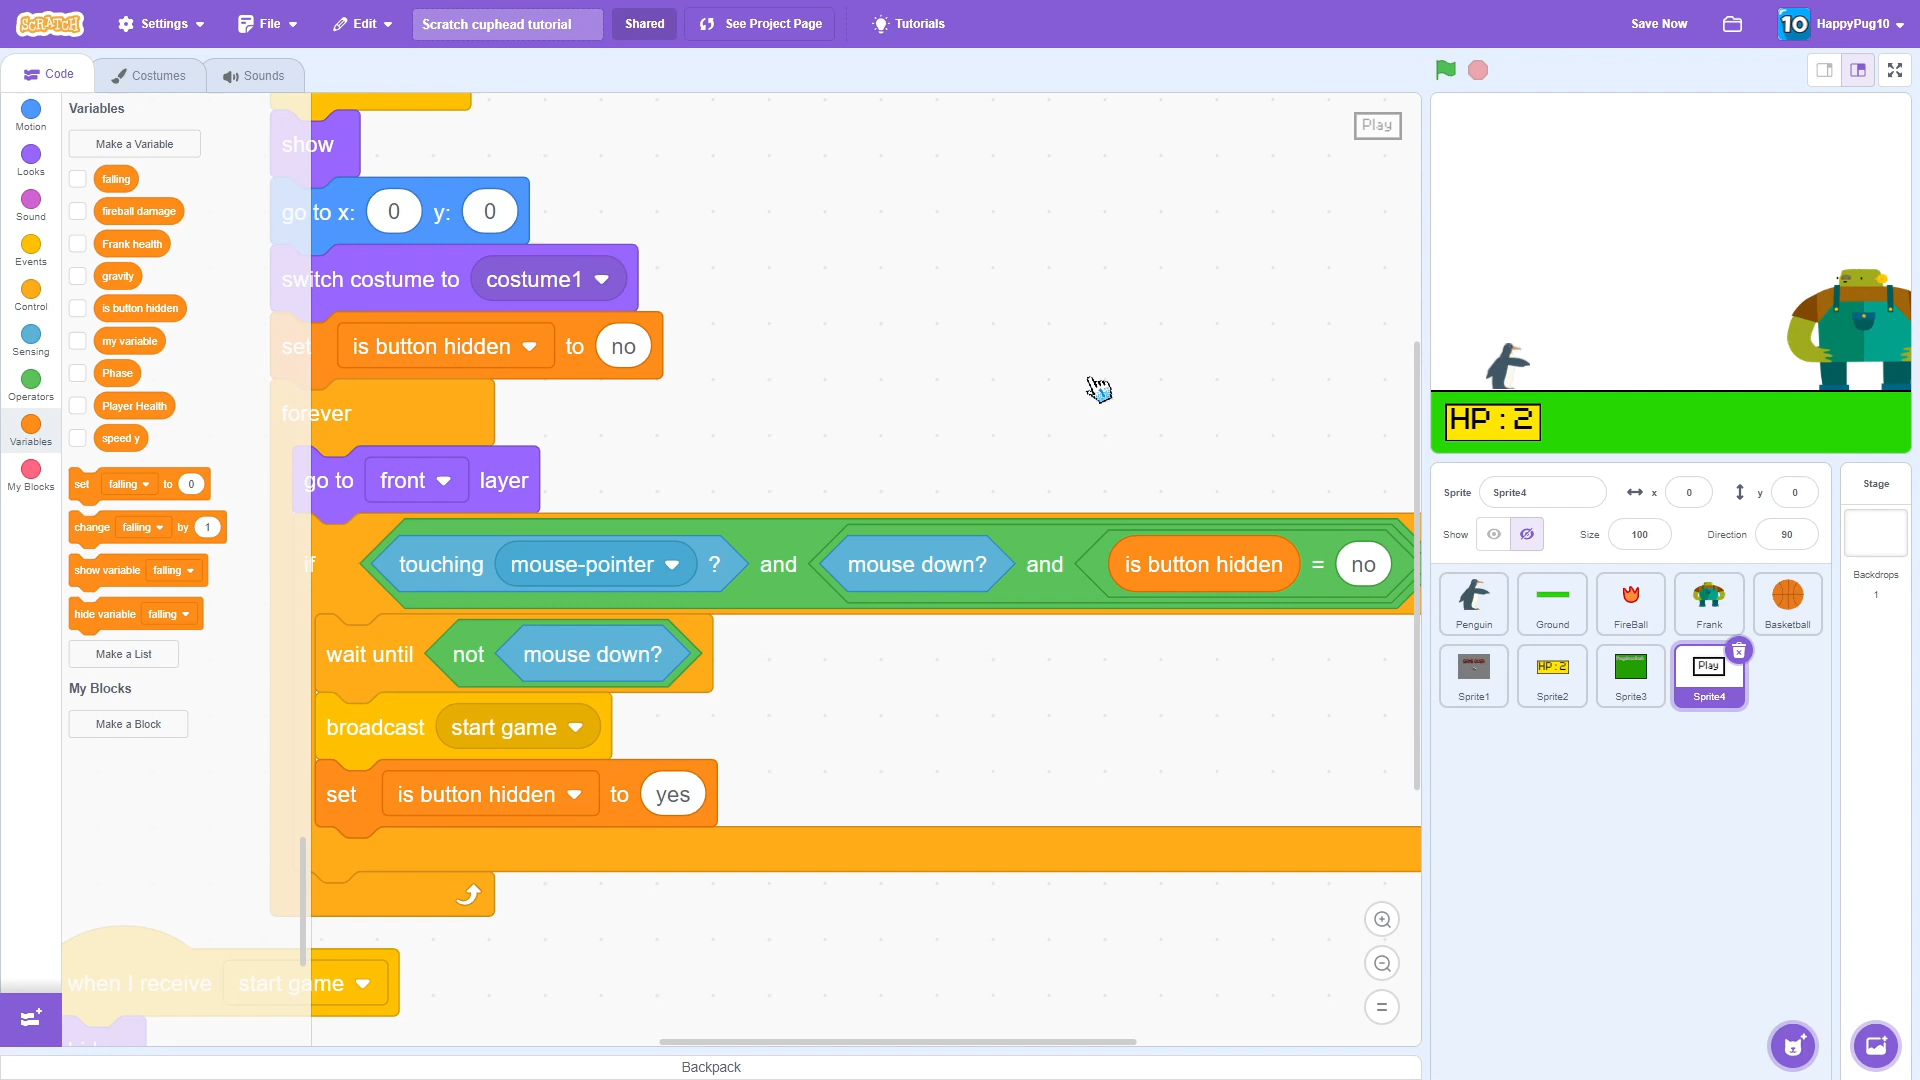 SCRATCH
Settings
File
Edit
Scratch cuphead tutorial
Shared
See Project Page
Tutorials
Save Now
10
HappyPug10
Code
Costumes
Sounds
Motion
Looks
Sound
Events
Control
Sensing
Operators
Variables
My Blocks
Variables
Make a Variable
falling
fireball damage
Frank health
gravity
is button hidden
my variable
Phase
Player Health
speed y
set falling to 0
change falling by 1
show variable falling
hide variable falling
Make a List
My Blocks
Make a Block
show
go to x: 0 y: 0
switch costume to costume1
set is button hidden to no
forever
go to front layer
if touching mouse-pointer ? and mouse down? and is button hidden = no
wait until not mouse down?
broadcast start game
set is button hidden to yes
when I receive start game
Play
Backpack
HP:2
Sprite Sprite4 x 0 y 0
Show Size 100 Direction 90
Penguin
Ground
FireBall
Frank
Basketball
Sprite1
HP:2
Sprite2
Sprite3
Play
Sprite4
Stage
Backdrops
1